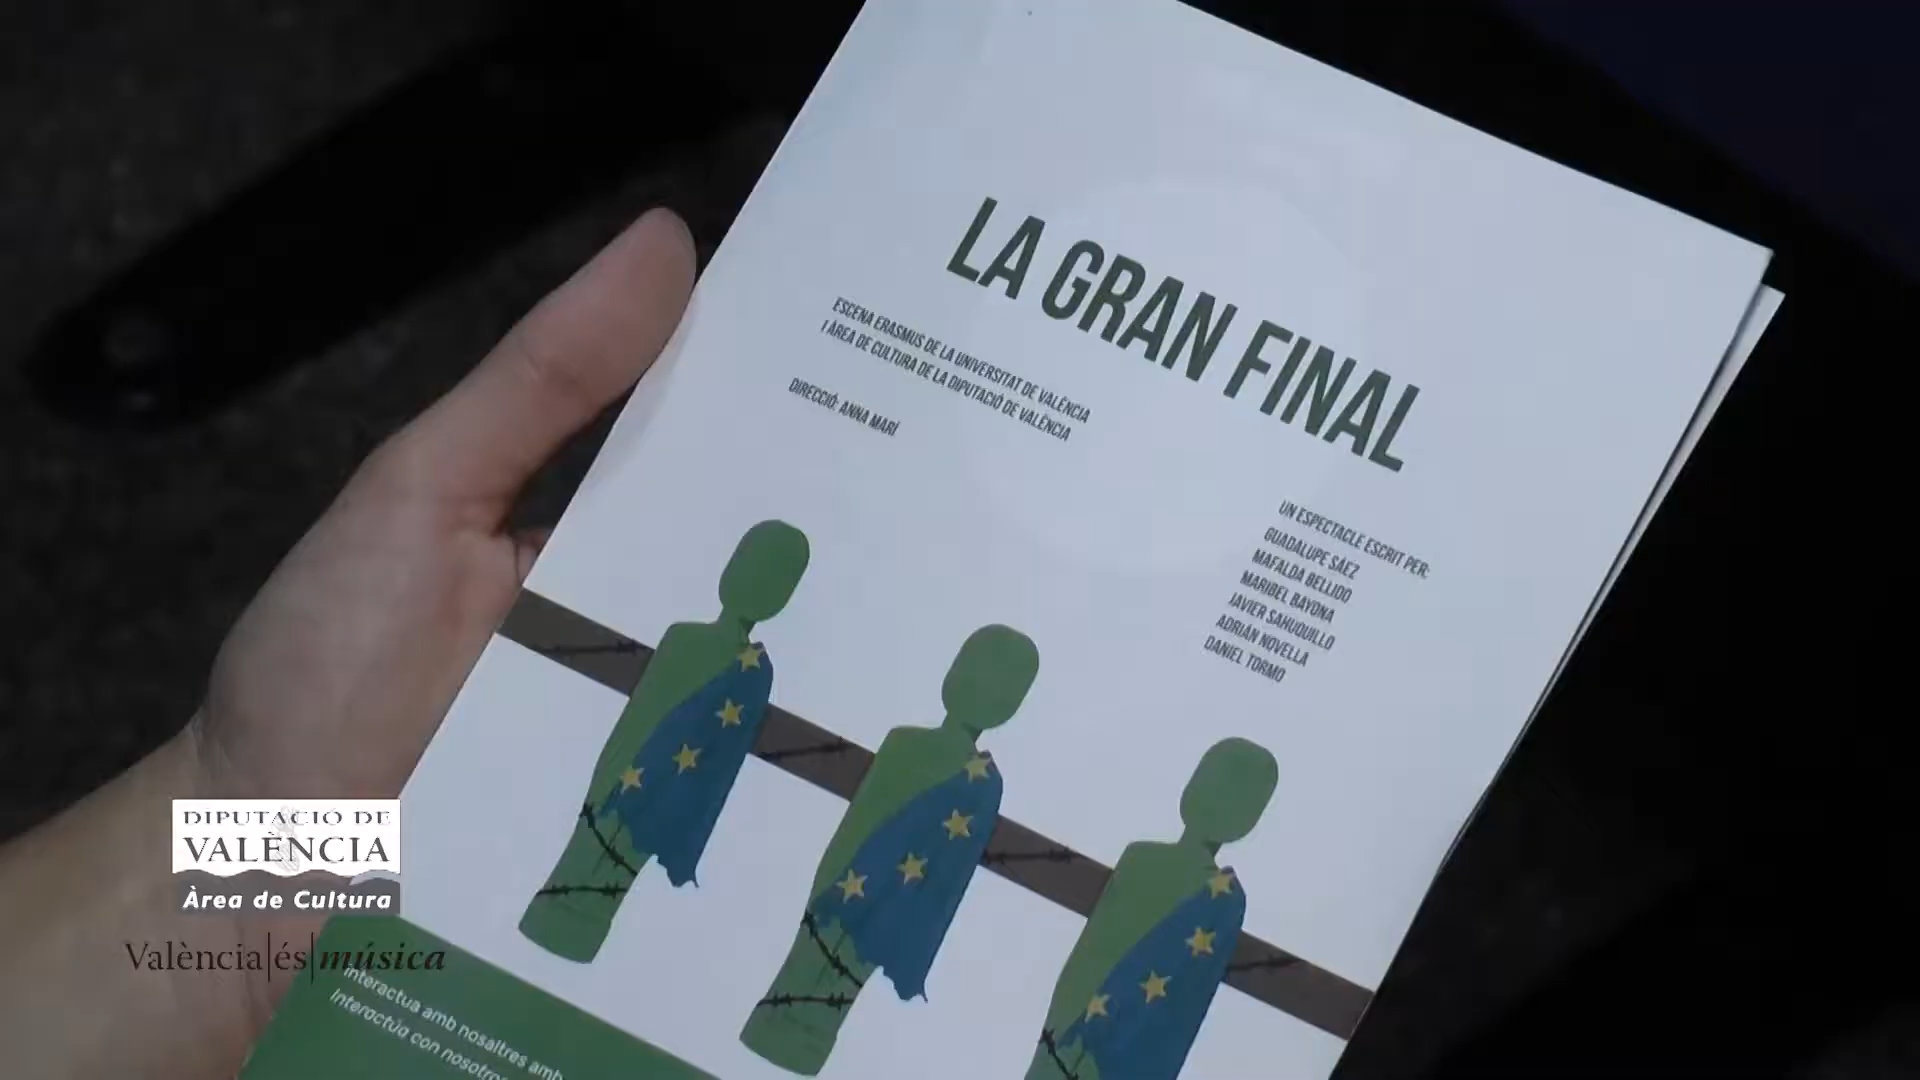 LA GRAN FINAL
ESCENA ERASMUS DE LA UNIVERSITAT DE VALÈNCIA
I ÀREA DE CULTURA DE LA DIPUTACIÓ DE VALÈNCIA
DIRECCIÓ: ANNA MARÍ
UN ESPECTACLE ESCRIT PER:
GUADALUPE SÁEZ
MAFALDA BELLIDO
MARIBEL BAYONA
JAVIER SAHUQUILLO
ADRIÁN NOVELLA
DANIEL TORMO
DIPUTACIÓ DE
VALÈNCIA
Àrea de Cultura
València|és|música
Interactua amb nosaltres amb
Interactúa con nosotros